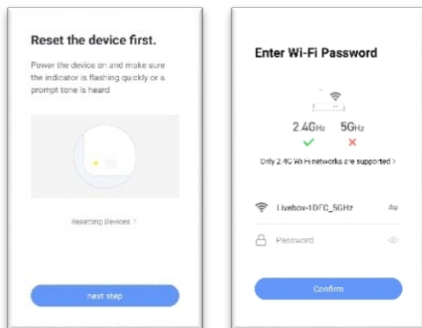 Reset the device first.
Power the device on and make sure
the indicator is flashing quickly or a
prompt tone is heard
Resetting Devices >
next step
Enter Wi-Fi Password
2.4GHz 5GHz
Only 2.4G Wi-Fi networks are supported >
Livebox-1DFC_5GHz
Password
Confirm